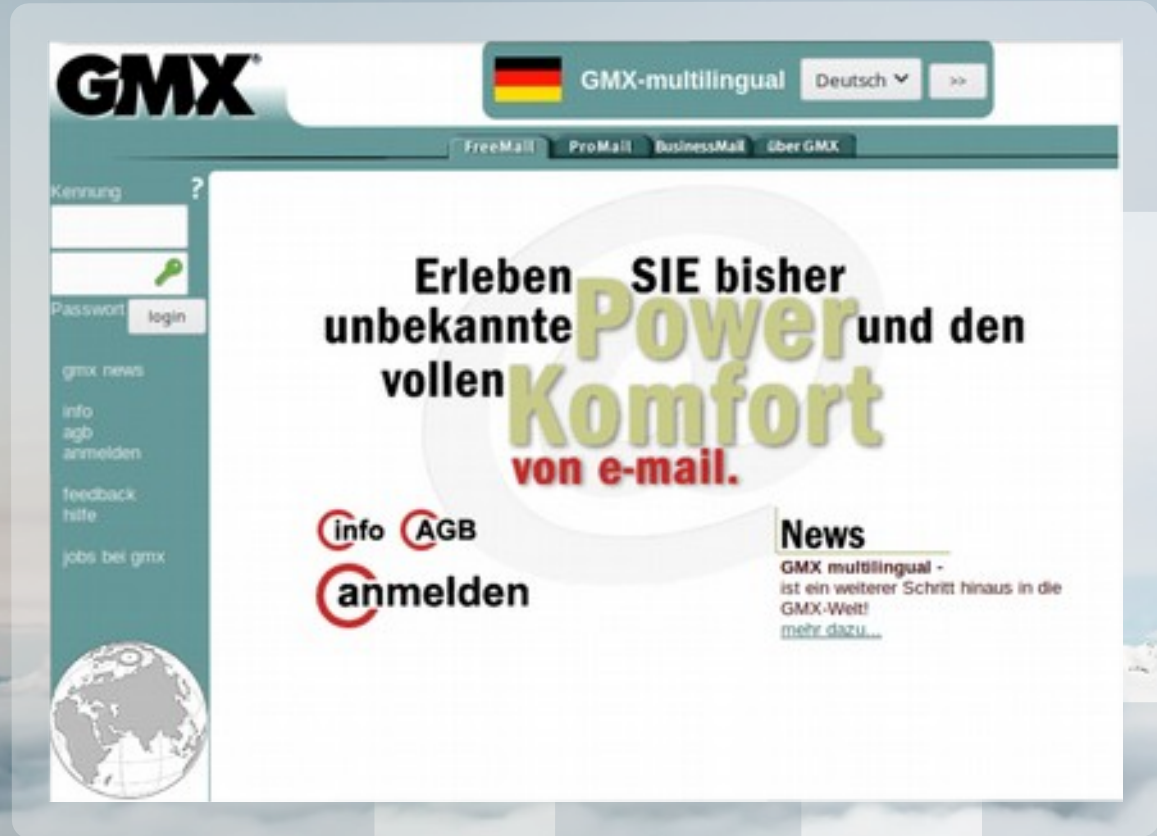 GMX
GMX-multilingual Deutsch >>
FreeMail ProMail BusinessMail über GMX
Kennung ?
Passwort login
gmx news
info
agb
anmelden
feedback
hilfe
jobs bei gmx
Erleben SIE bisher
unbekannte Power und den
vollen Komfort
von e-mail.
info AGB
anmelden
News
GMX multilingual -
ist ein weiterer Schritt hinaus in die
GMX-Welt!
mehr dazu...